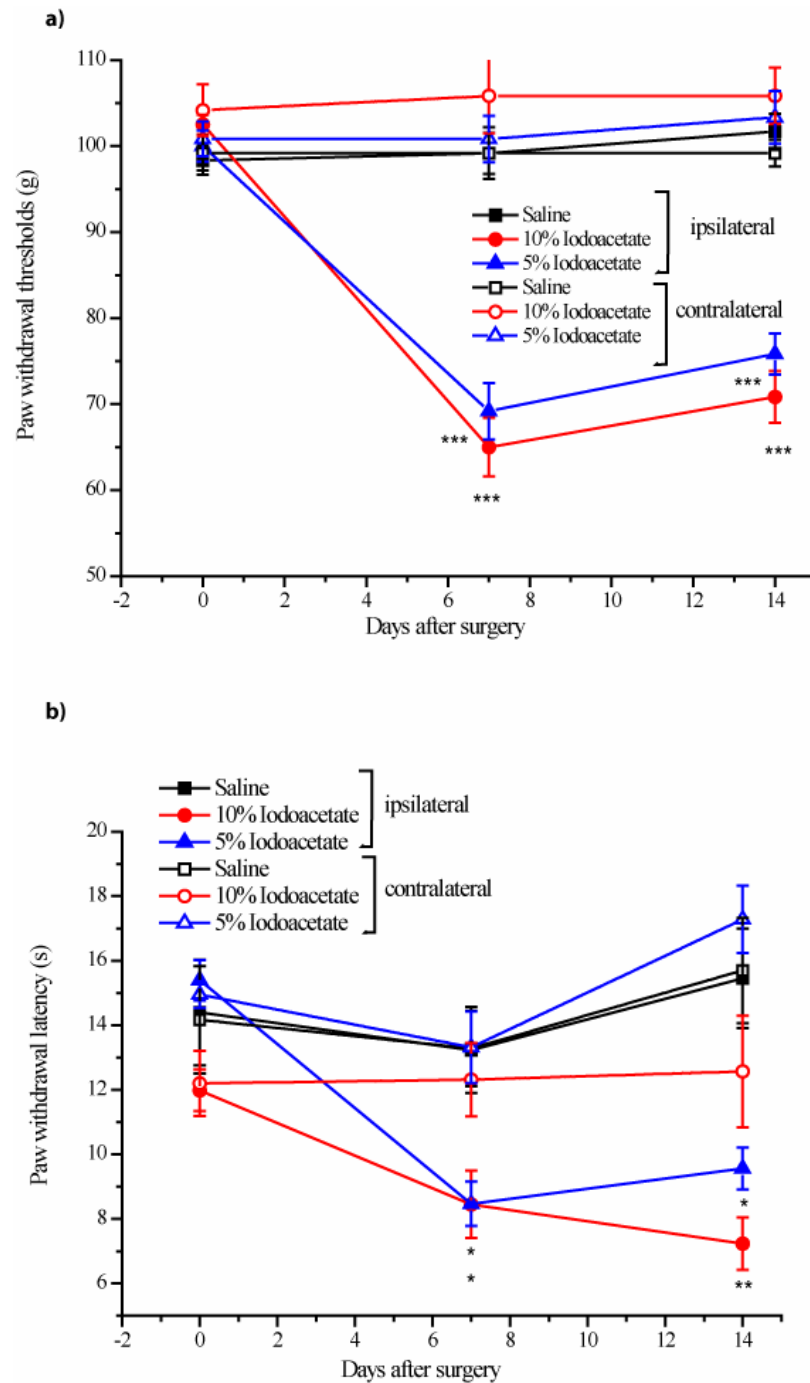 a)
110
100
90
80
70
60
50
Paw withdrawal thresholds (g)
Saline
10% Iodoacetate
5% Iodoacetate
ipsilateral
Saline
10% Iodoacetate
5% Iodoacetate
contralateral
***
***
***
***
-2 0 2 4 6 8 10 12 14
Days after surgery
b)
Saline
10% Iodoacetate
5% Iodoacetate
ipsilateral
Saline
10% Iodoacetate
5% Iodoacetate
contralateral
20
18
16
14
12
10
8
6
Paw withdrawal latency (s)
*
*
*
**
-2 0 2 4 6 8 10 12 14
Days after surgery